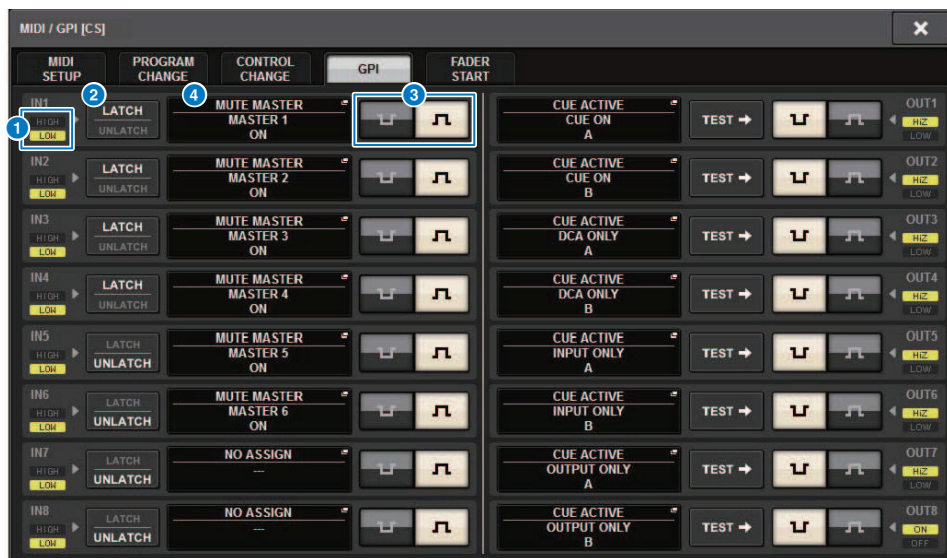 MIDI / GPI [CS]
MIDI SETUP
PROGRAM CHANGE
CONTROL CHANGE
GPI
FADER START
IN1
HIGH
LOW
1
2
LATCH
UNLATCH
4
MUTE MASTER
MASTER 1
ON
3
CUE ACTIVE
CUE ON
A
TEST
OUT1
HIZ
LOW
IN2
HIGH
LOW
LATCH
UNLATCH
MUTE MASTER
MASTER 2
ON
CUE ACTIVE
CUE ON
B
TEST
OUT2
HIZ
LOW
IN3
HIGH
LOW
LATCH
UNLATCH
MUTE MASTER
MASTER 3
ON
CUE ACTIVE
DCA ONLY
A
TEST
OUT3
HIZ
LOW
IN4
HIGH
LOW
LATCH
UNLATCH
MUTE MASTER
MASTER 4
ON
CUE ACTIVE
DCA ONLY
B
TEST
OUT4
HIZ
LOW
IN5
HIGH
LOW
LATCH
UNLATCH
MUTE MASTER
MASTER 5
ON
CUE ACTIVE
INPUT ONLY
A
TEST
OUT5
HIZ
LOW
IN6
HIGH
LOW
LATCH
UNLATCH
MUTE MASTER
MASTER 6
ON
CUE ACTIVE
INPUT ONLY
B
TEST
OUT6
HIZ
LOW
IN7
HIGH
LOW
LATCH
UNLATCH
NO ASSIGN
---
CUE ACTIVE
OUTPUT ONLY
A
TEST
OUT7
HIZ
LOW
IN8
HIGH
LOW
LATCH
UNLATCH
NO ASSIGN
---
CUE ACTIVE
OUTPUT ONLY
B
TEST
OUT8
ON
OFF